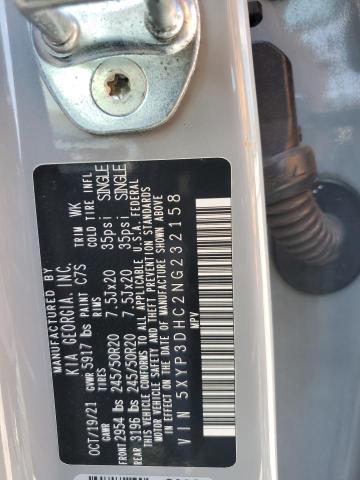 MANUFACTURED BY
KIA GEORGIA, INC.
OCT/19/21 GVWR 5917 lbs PAINT C7S TRIM WK
TIRES RIMS COLD TIRE INFL
FRONT 2954 lbs 245/50R20 7.5Jx20 35psi SINGLE
REAR 3196 lbs 245/50R20 7.5Jx20 35psi SINGLE
THIS VEHICLE CONFORMS TO ALL APPLICABLE U.S. FEDERAL
MOTOR VEHICLE SAFETY AND THEFT PREVENTION STANDARDS
IN EFFECT ON THE DATE OF MANUFACTURE SHOWN ABOVE.
VIN 5XYP3DHC2NG232158
MPV